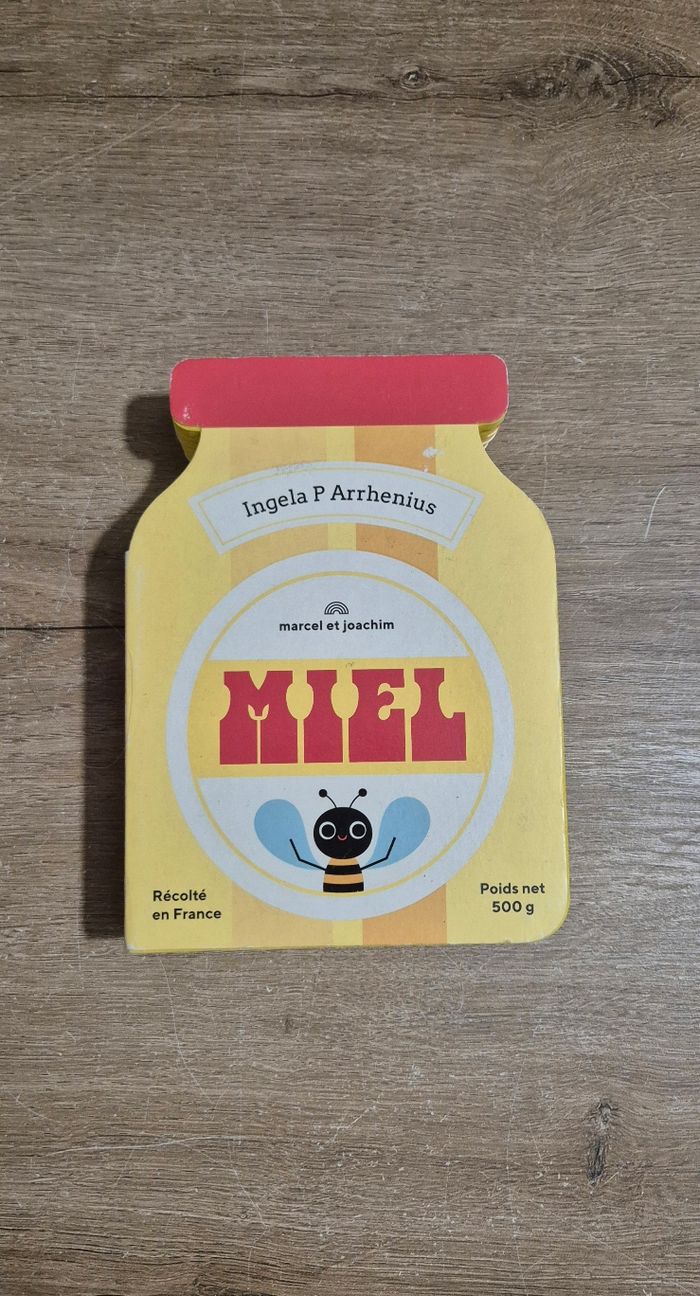 Ingela P Arrhenius
marcel et joachim
MIEL
Récolté
en France
Poids net
500 g